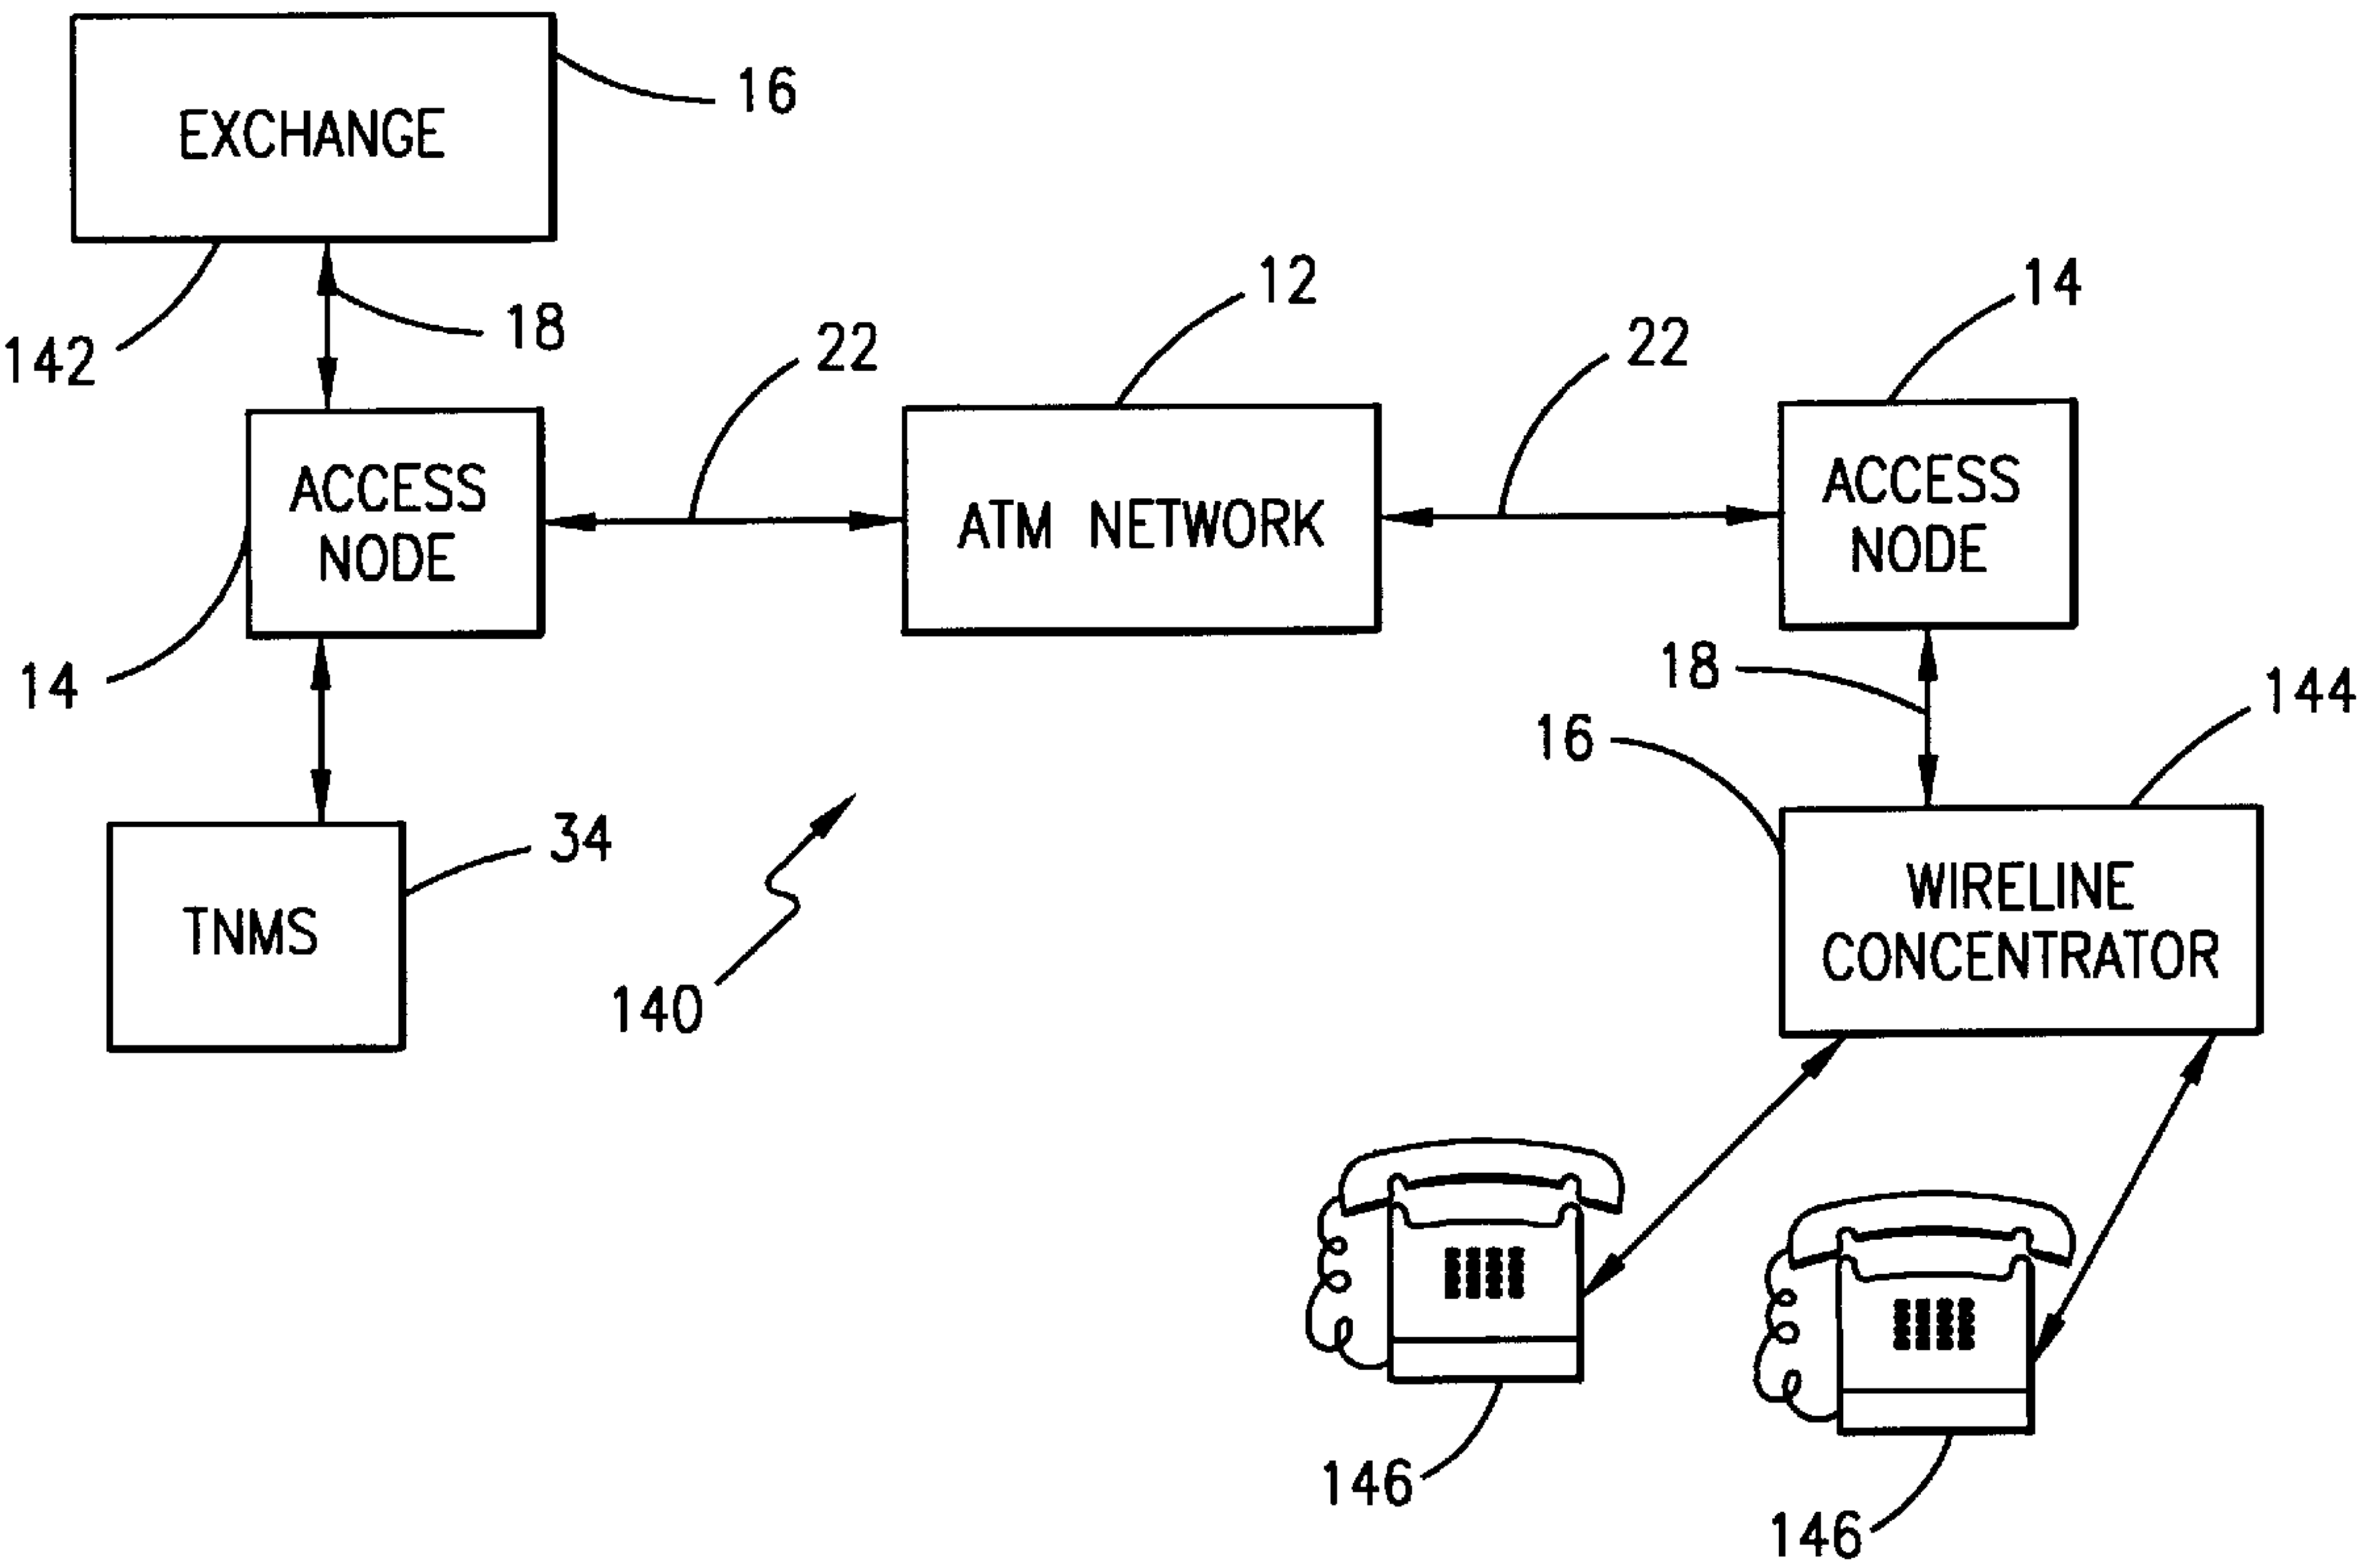 EXCHANGE
16
142
18
22
12
22
14
ACCESS
NODE
14
ATM NETWORK
ACCESS
NODE
18
144
16
TNMS
34
140
WIRELINE
CONCENTRATOR
146
146